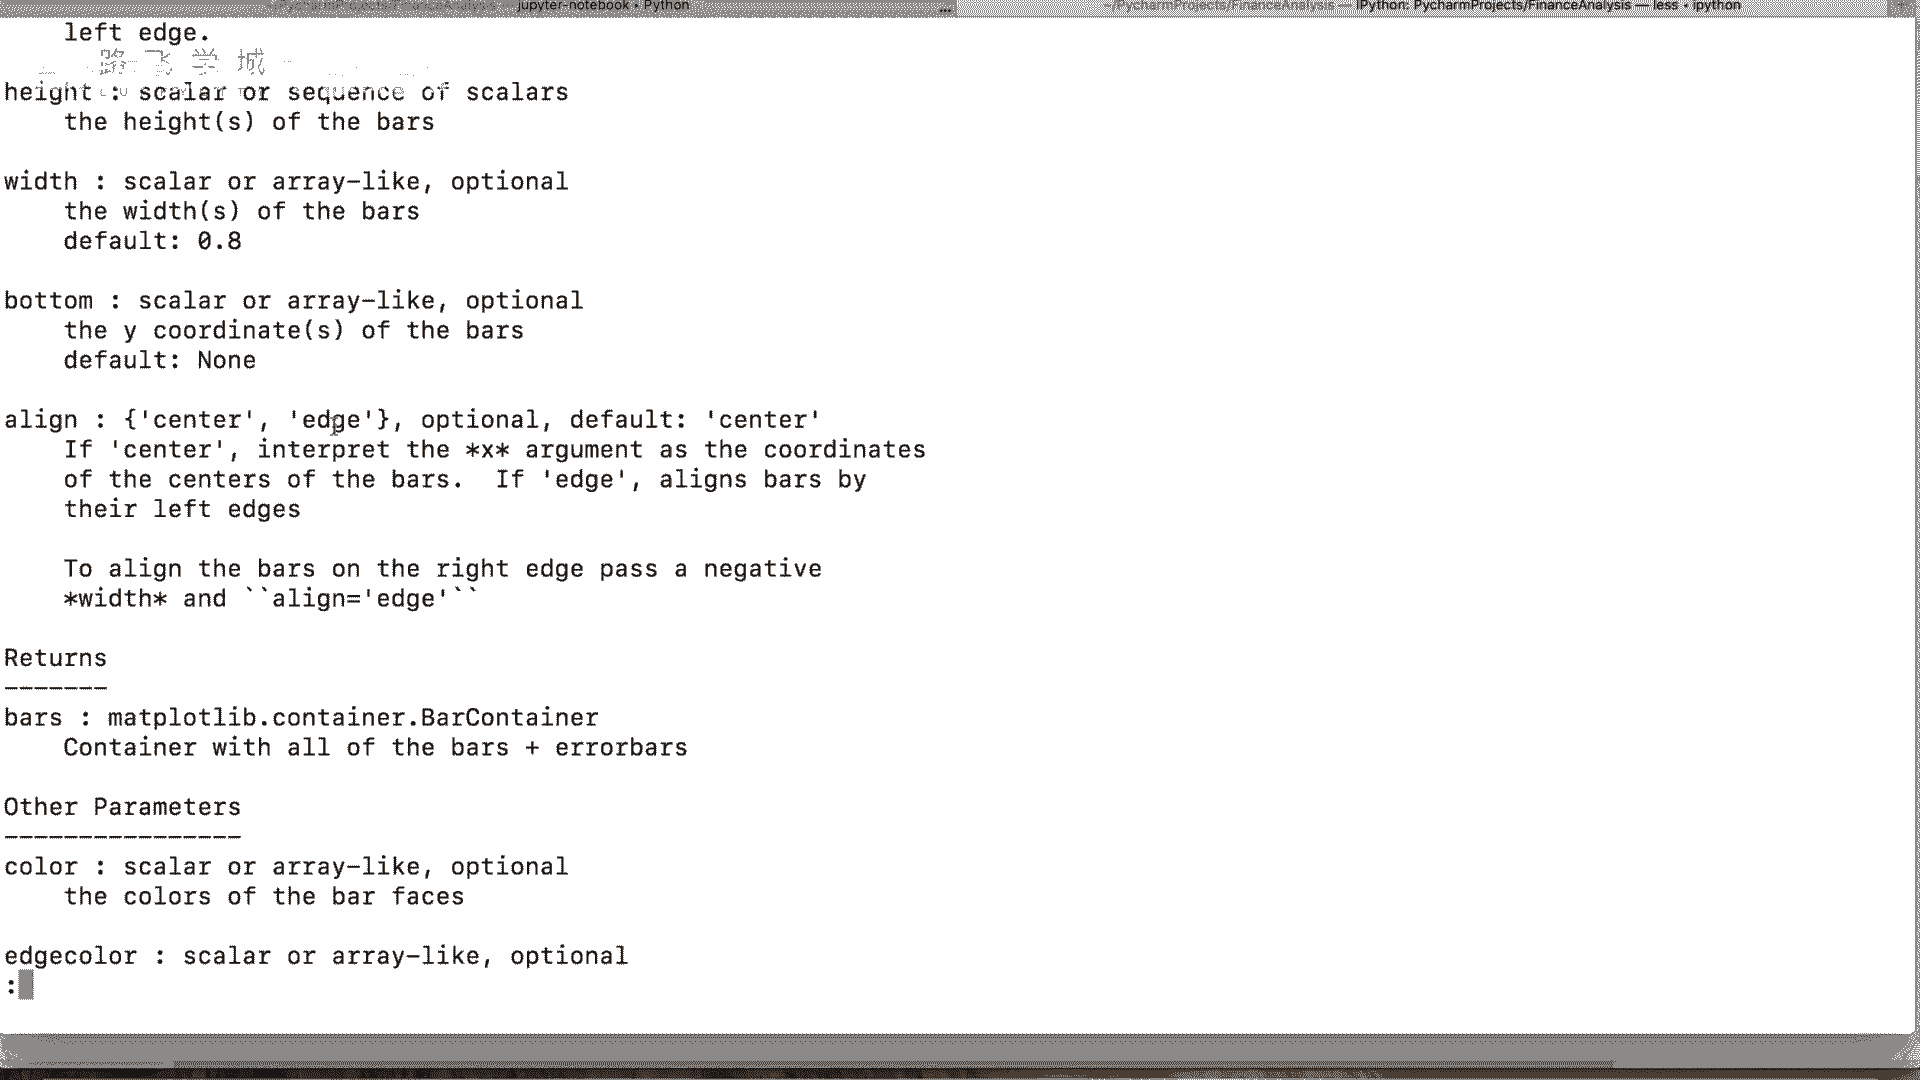 ~/PycharmProjects/FinanceAnalysis — jupyter-notebook • Python
... ~/PycharmProjects/FinanceAnalysis — IPython: PycharmProjects/FinanceAnalysis — less • ipython
left edge.
路飞学城
height : scalar or sequence of scalars
the height(s) of the bars
width : scalar or array-like, optional
the width(s) of the bars
default: 0.8
bottom : scalar or array-like, optional
the y coordinate(s) of the bars
default: None
align : {'center', 'edge'}, optional, default: 'center'
If 'center', interpret the *x* argument as the coordinates
of the centers of the bars.  If 'edge', aligns bars by
their left edges
To align the bars on the right edge pass a negative
*width* and ``align='edge'``
Returns
-------
bars : matplotlib.container.BarContainer
Container with all of the bars + errorbars
Other Parameters
----------------
color : scalar or array-like, optional
the colors of the bar faces
edgecolor : scalar or array-like, optional
: